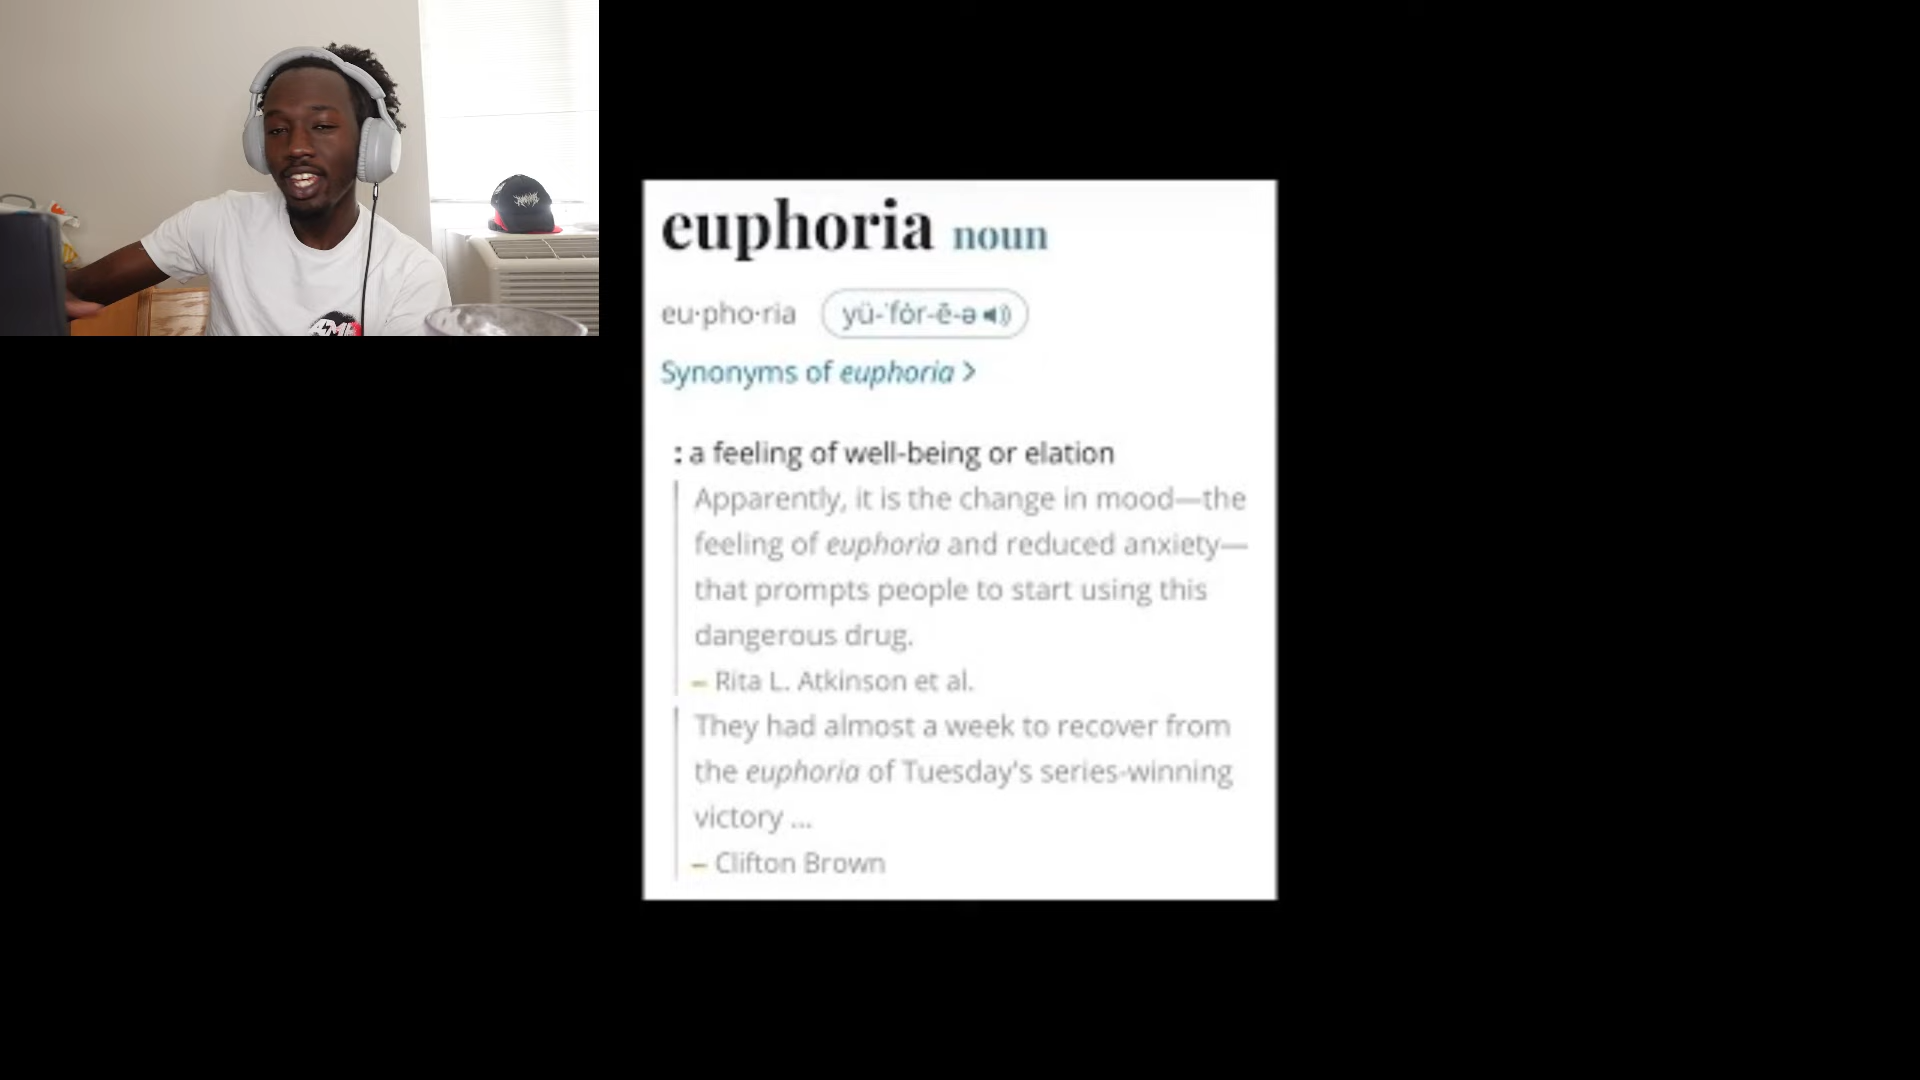 euphoria noun
eu·pho·ria yü-ˈfȯr-ē-ə
Synonyms of euphoria >
: a feeling of well-being or elation
Apparently, it is the change in mood—the
feeling of euphoria and reduced anxiety—
that prompts people to start using this
dangerous drug.
– Rita L. Atkinson et al.
They had almost a week to recover from
the euphoria of Tuesday's series-winning
victory ...
– Clifton Brown